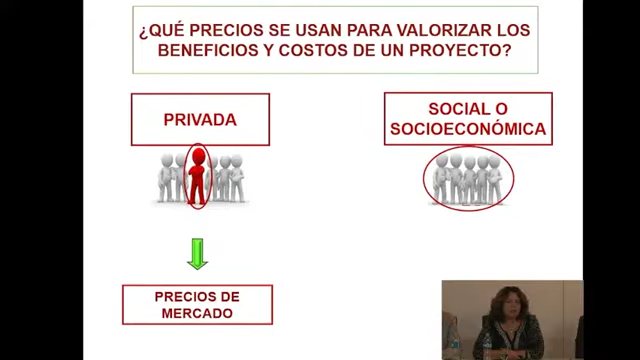 ¿QUÉ PRECIOS SE USAN PARA VALORIZAR LOS
BENEFICIOS Y COSTOS DE UN PROYECTO?
PRIVADA
SOCIAL O
SOCIOECONÓMICA
PRECIOS DE
MERCADO